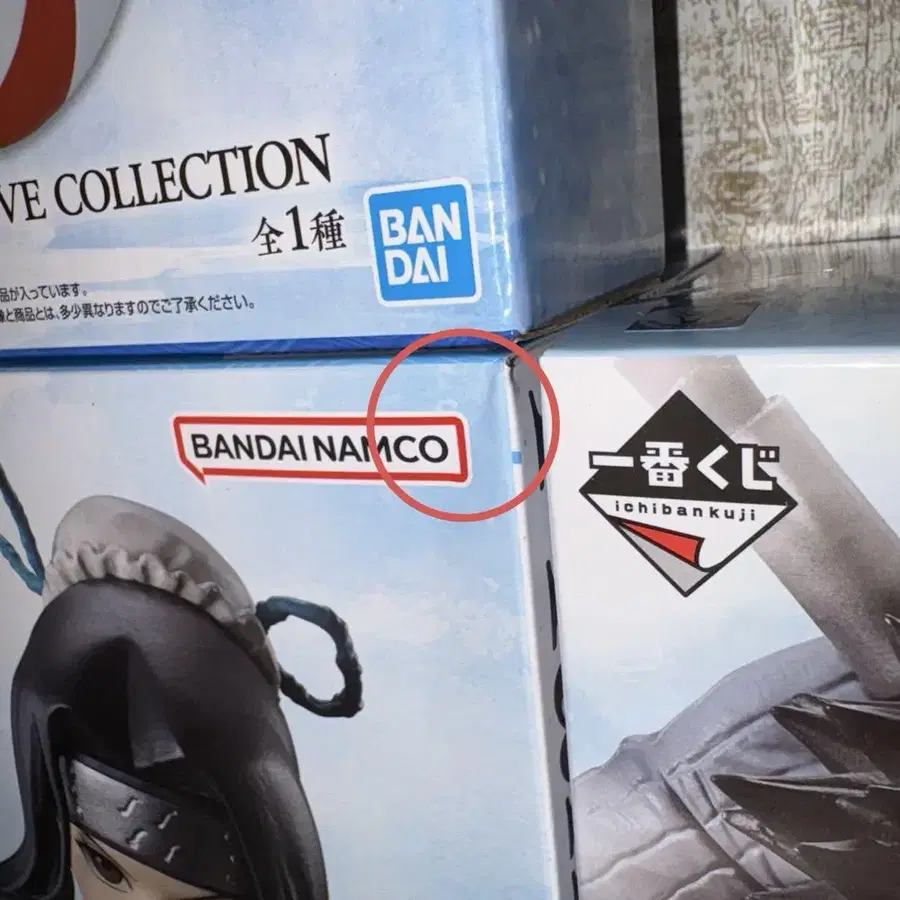 VE COLLECTION
全1種
BAN
DAI
品が入っています。
像と商品とは、多少異なりますのでご了承ください。
BANDAI NAMCO
一番くじ
ichibankuji